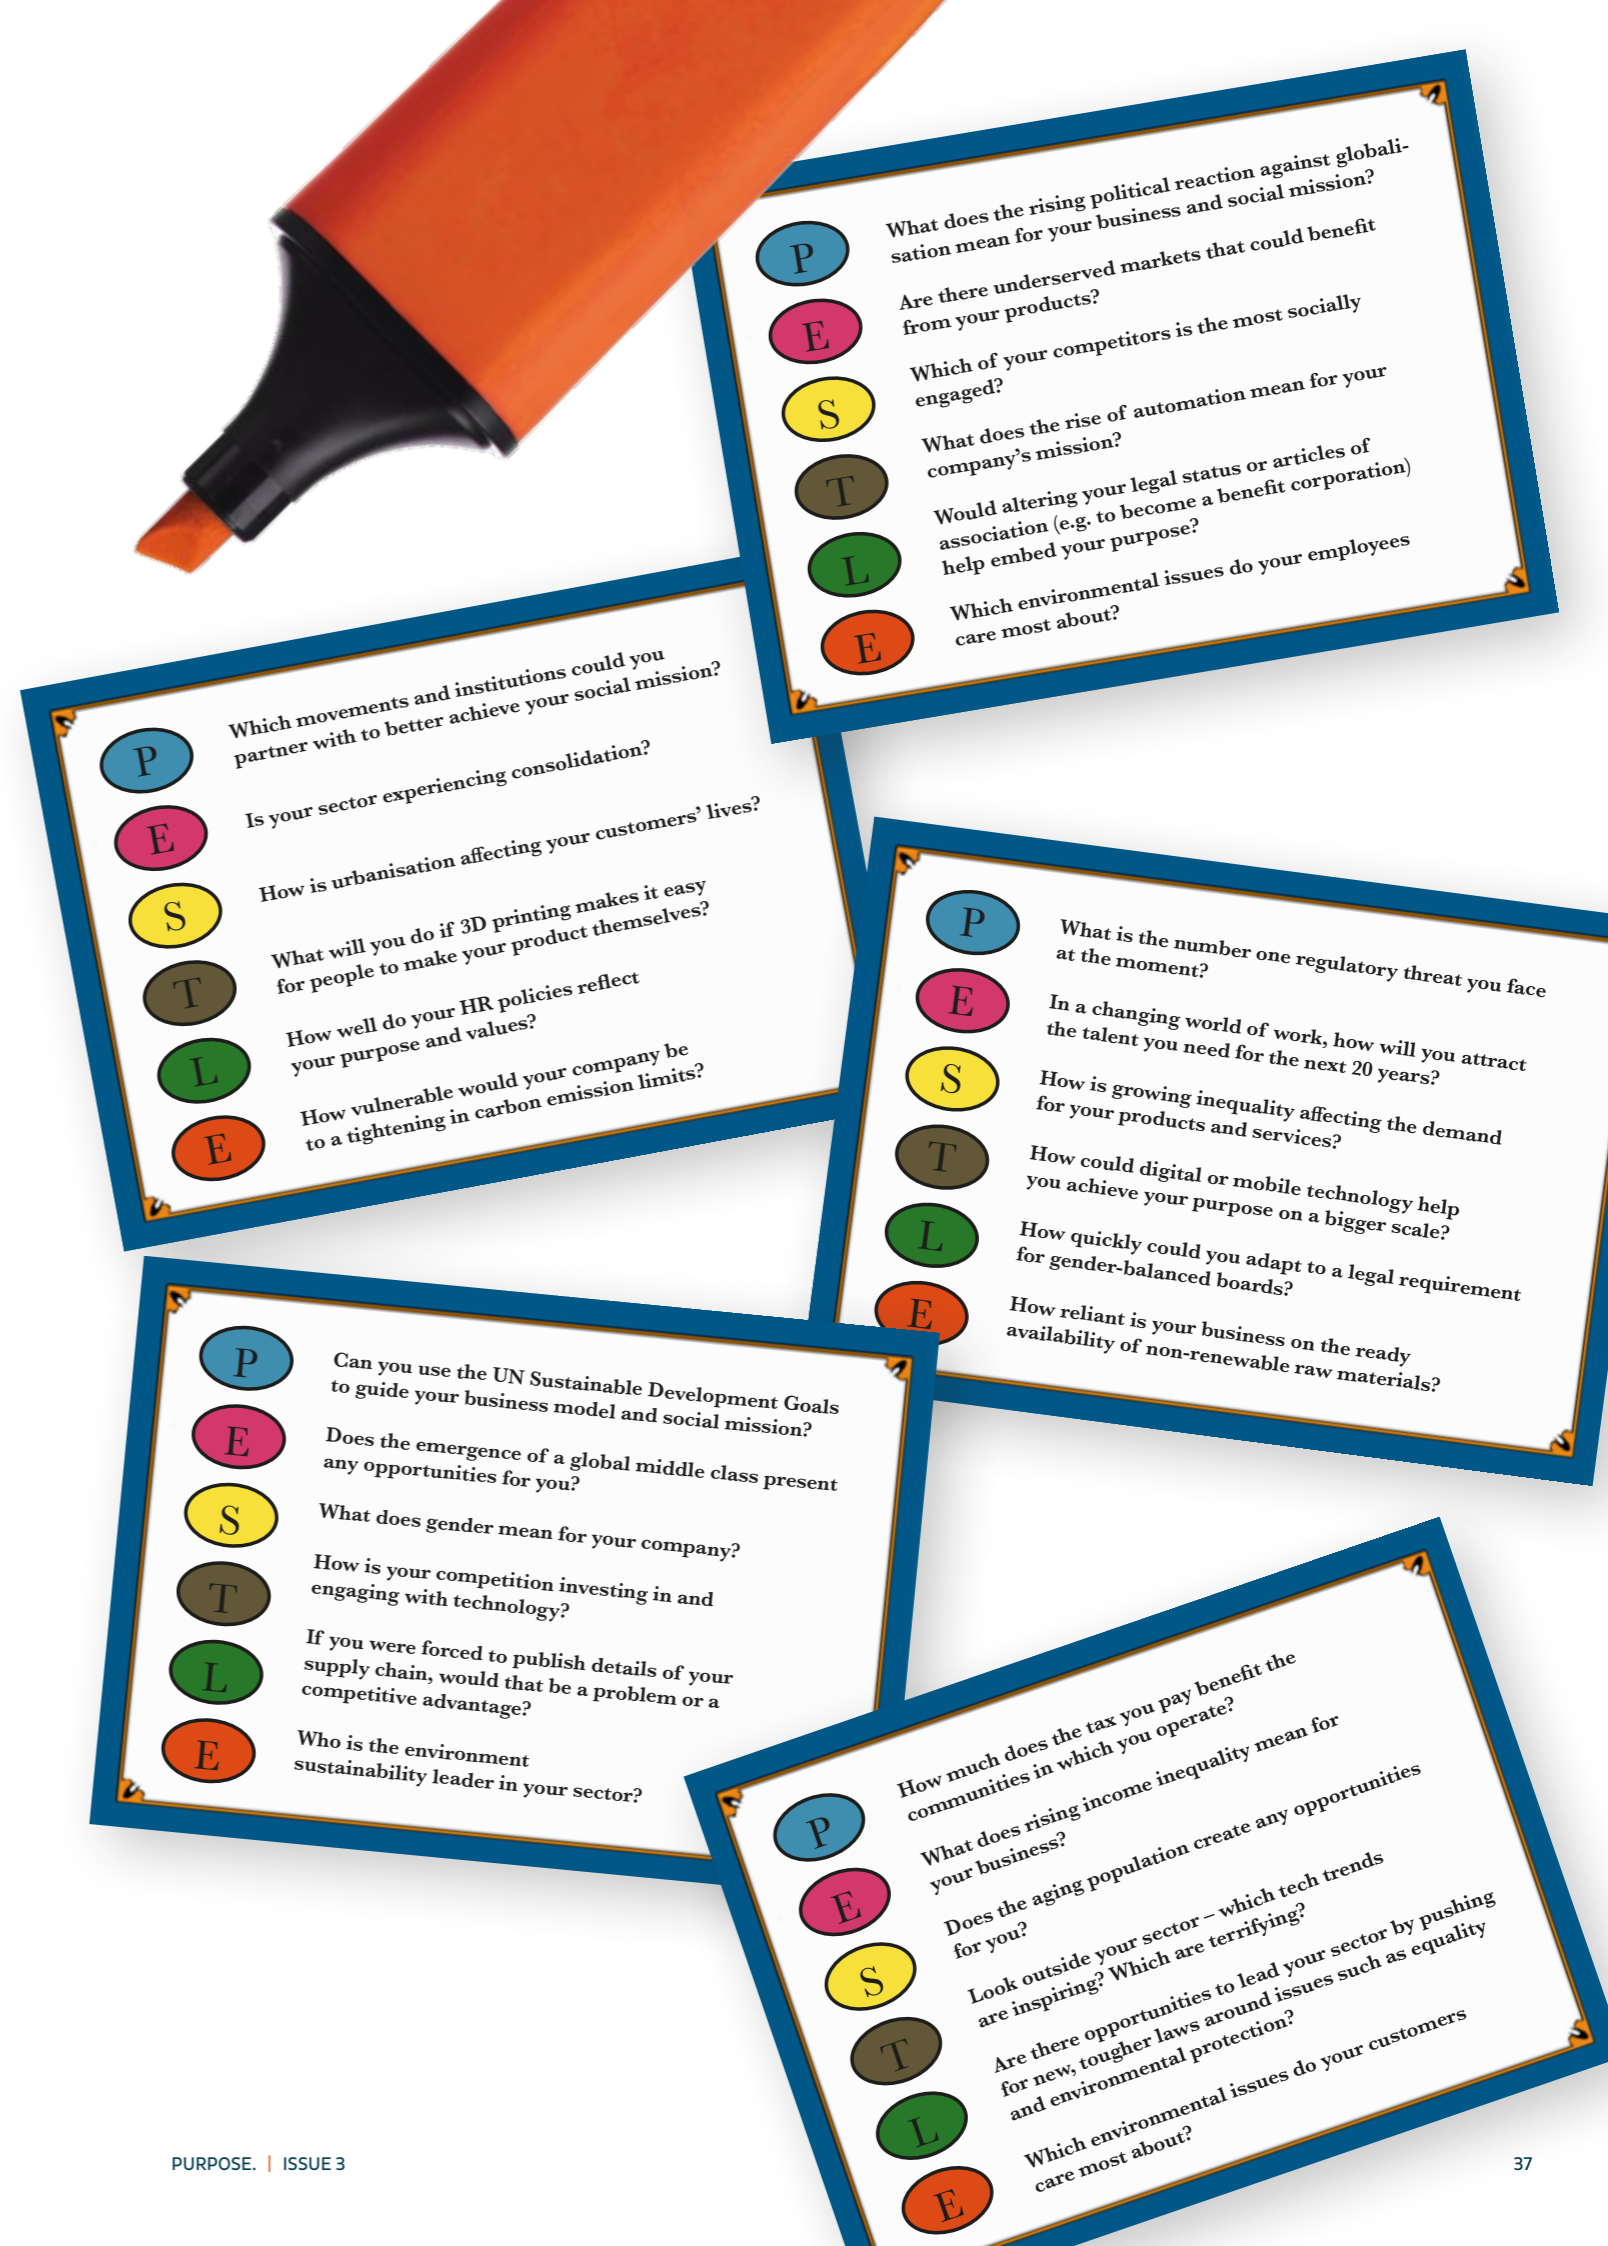 P
What does the rising political reaction against globali-
sation mean for your business and social mission?
E
Are there underserved markets that could benefit
from your products?
S
Which of your competitors is the most socially
engaged?
T
What does the rise of automation mean for your
company's mission?
L
Would altering your legal status or articles of
association (e.g. to become a benefit corporation)
help embed your purpose?
E
Which environmental issues do your employees
care most about?
P
Which movements and institutions could you
partner with to better achieve your social mission?
E
Is your sector experiencing consolidation?
S
How is urbanisation affecting your customers' lives?
T
What will you do if 3D printing makes it easy
for people to make your product themselves?
L
How well do your HR policies reflect
your purpose and values?
E
How vulnerable would your company be
to a tightening in carbon emission limits?
P
What is the number one regulatory threat you face
at the moment?
E
In a changing world of work, how will you attract
the talent you need for the next 20 years?
S
How is growing inequality affecting the demand
for your products and services?
T
How could digital or mobile technology help
you achieve your purpose on a bigger scale?
L
How quickly could you adapt to a legal requirement
for gender-balanced boards?
E
How reliant is your business on the ready
availability of non-renewable raw materials?
P
Can you use the UN Sustainable Development Goals
to guide your business model and social mission?
E
Does the emergence of a global middle class present
any opportunities for you?
S
What does gender mean for your company?
T
How is your competition investing in and
engaging with technology?
L
If you were forced to publish details of your
supply chain, would that be a problem or a
competitive advantage?
E
Who is the environment
sustainability leader in your sector?
P
How much does the tax you pay benefit the
communities in which you operate?
E
What does rising income inequality mean for
your business?
S
Does the aging population create any opportunities
for you?
T
Look outside your sector – which tech trends
are inspiring? Which are terrifying?
L
Are there opportunities to lead your sector by pushing
for new, tougher laws around issues such as equality
and environmental protection?
E
Which environmental issues do your customers
care most about?
PURPOSE. | ISSUE 3
37